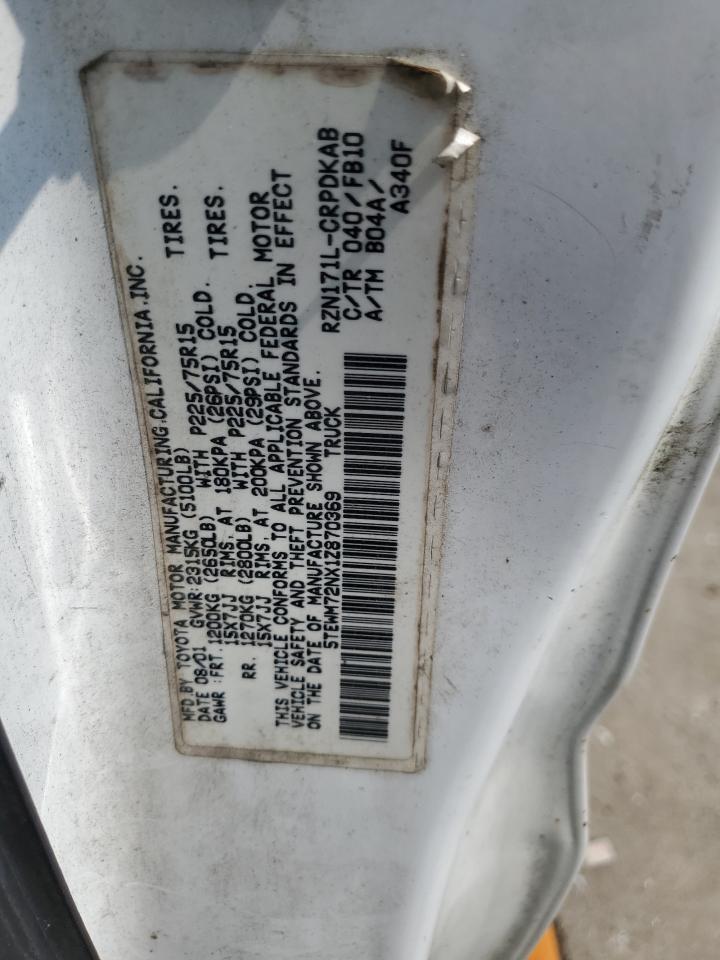 MFD.BY TOYOTA MOTOR MANUFACTURING,CALIFORNIA,INC.
DATE 08/01 GVWR:2315KG (5100LB)
GAWR :FRT.1200KG (2650LB) WITH P225/75R15 TIRES.
15X7JJ RIMS. AT 180KPA (26PSI) COLD.
RR. 1270KG (2800LB) WITH P225/75R15 TIRES.
15X7JJ RIMS. AT 200KPA (29PSI) COLD.
THIS VEHICLE CONFORMS TO ALL APPLICABLE FEDERAL MOTOR
VEHICLE SAFETY AND THEFT PREVENTION STANDARDS IN EFFECT
ON THE DATE OF MANUFACTURE SHOWN ABOVE.
5TEWM72NX1Z870369 TRUCK
RZN171L-CRPDKAB
C/TR 040/FB10
A/TM B04A/
A340F